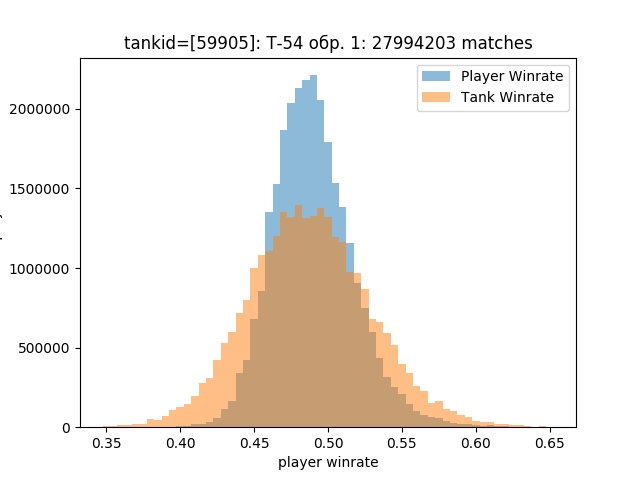 tankid=[59905]: Т-54 обр. 1: 27994203 matches
Player Winrate
Tank Winrate
2000000
1500000
1000000
500000
0
0.35 0.40 0.45 0.50 0.55 0.60 0.65
player winrate